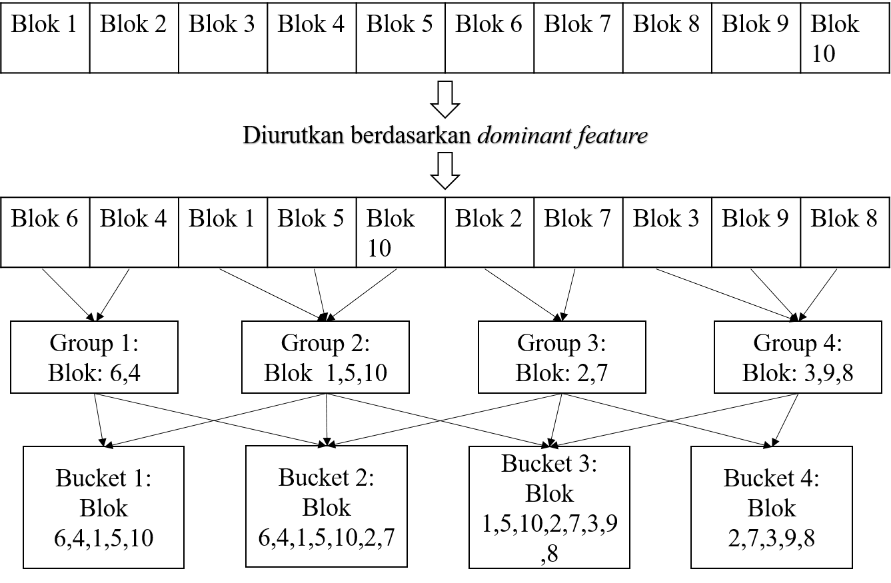 Blok 1 Blok 2 Blok 3 Blok 4 Blok 5 Blok 6 Blok 7 Blok 8 Blok 9 Blok
10
Diurutkan berdasarkan dominant feature
Blok 6 Blok 4 Blok 1 Blok 5 Blok Blok 2 Blok 7 Blok 3 Blok 9 Blok 8
10
Group 1:
Blok: 6,4
Group 2:
Blok 1,5,10
Group 3:
Blok: 2,7
Group 4:
Blok: 3,9,8
Bucket 1:
Blok
6,4,1,5,10
Bucket 2:
Blok
6,4,1,5,10,2,7
Bucket 3:
Blok
1,5,10,2,7,3,9
,8
Bucket 4:
Blok
2,7,3,9,8